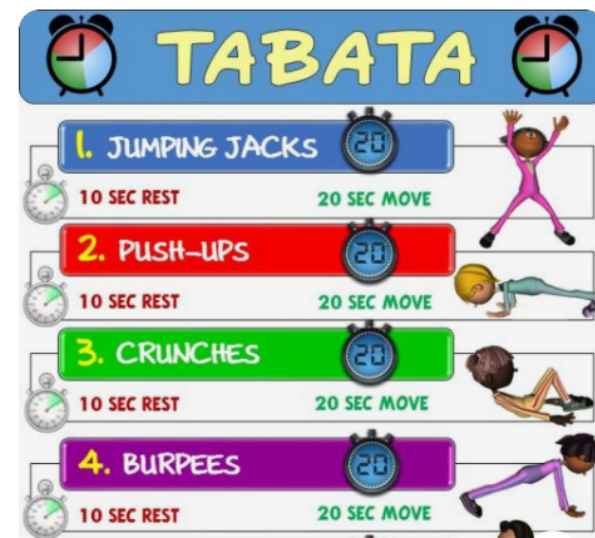 TABATA
1. JUMPING JACKS 20
10 SEC REST 20 SEC MOVE
2. PUSH-UPS 20
10 SEC REST 20 SEC MOVE
3. CRUNCHES 20
10 SEC REST 20 SEC MOVE
4. BURPEES 20
10 SEC REST 20 SEC MOVE